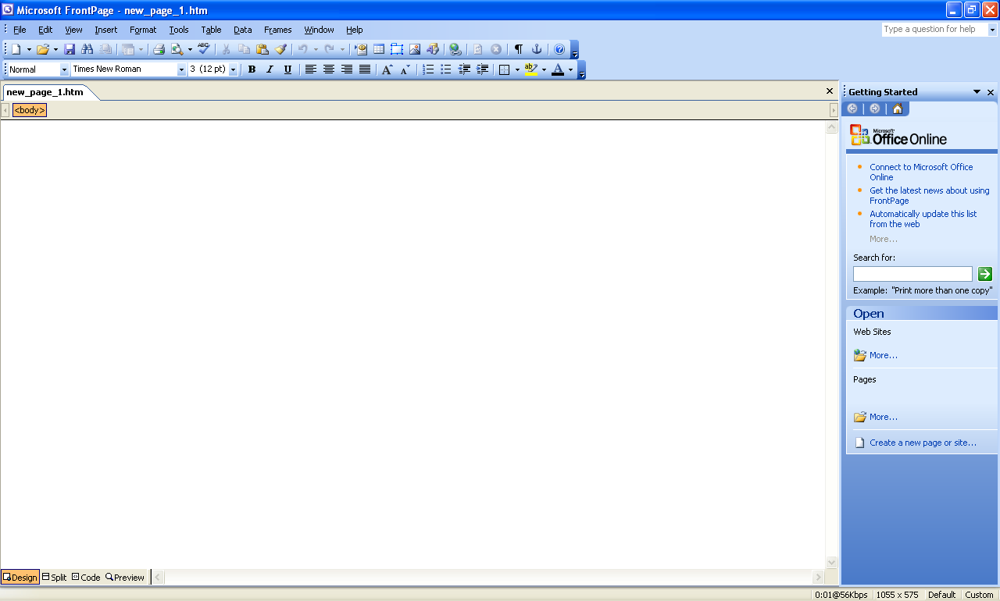 Microsoft FrontPage - new_page_1.htm
File Edit View Insert Format Tools Table Data Frames Window Help
Type a question for help
ABC
Normal Times New Roman 3 (12 pt) B I U A A ab A
new_page_1.htm
<body>
Design Split Code Preview
Getting Started
Microsoft
Office Online
Connect to Microsoft Office
Online
Get the latest news about using
FrontPage
Automatically update this list
from the web
More...
Search for:
Example: "Print more than one copy"
Open
Web Sites
More...
Pages
More...
Create a new page or site...
0:01@56Kbps 1055 x 575 Default Custom